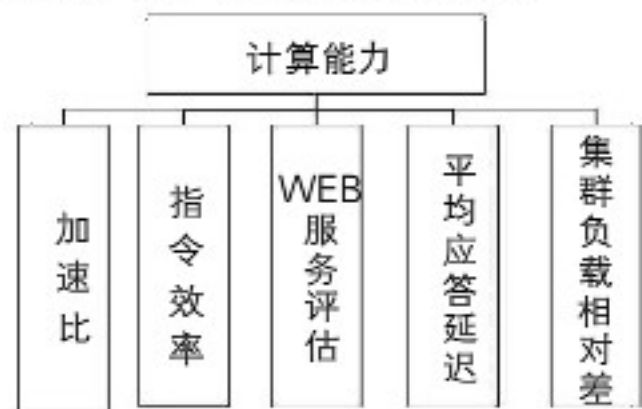 计算能力
加速比
指令效率
WEB服务评估
平均应答延迟
集群负载相对差